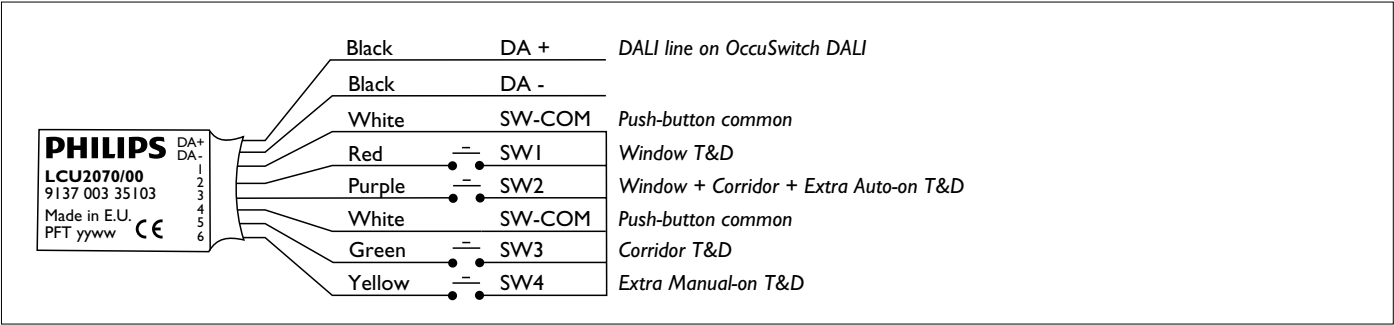 Black DA + DALI line on OccuSwitch DALI
Black DA -
White SW-COM Push-button common
Red SW1 Window T&D
Purple SW2 Window + Corridor + Extra Auto-on T&D
White SW-COM Push-button common
Green SW3 Corridor T&D
Yellow SW4 Extra Manual-on T&D
PHILIPS
LCU2070/00
9137 003 35103
Made in E.U.
PFT yyww CE
DA+
DA-
1
2
3
4
5
6